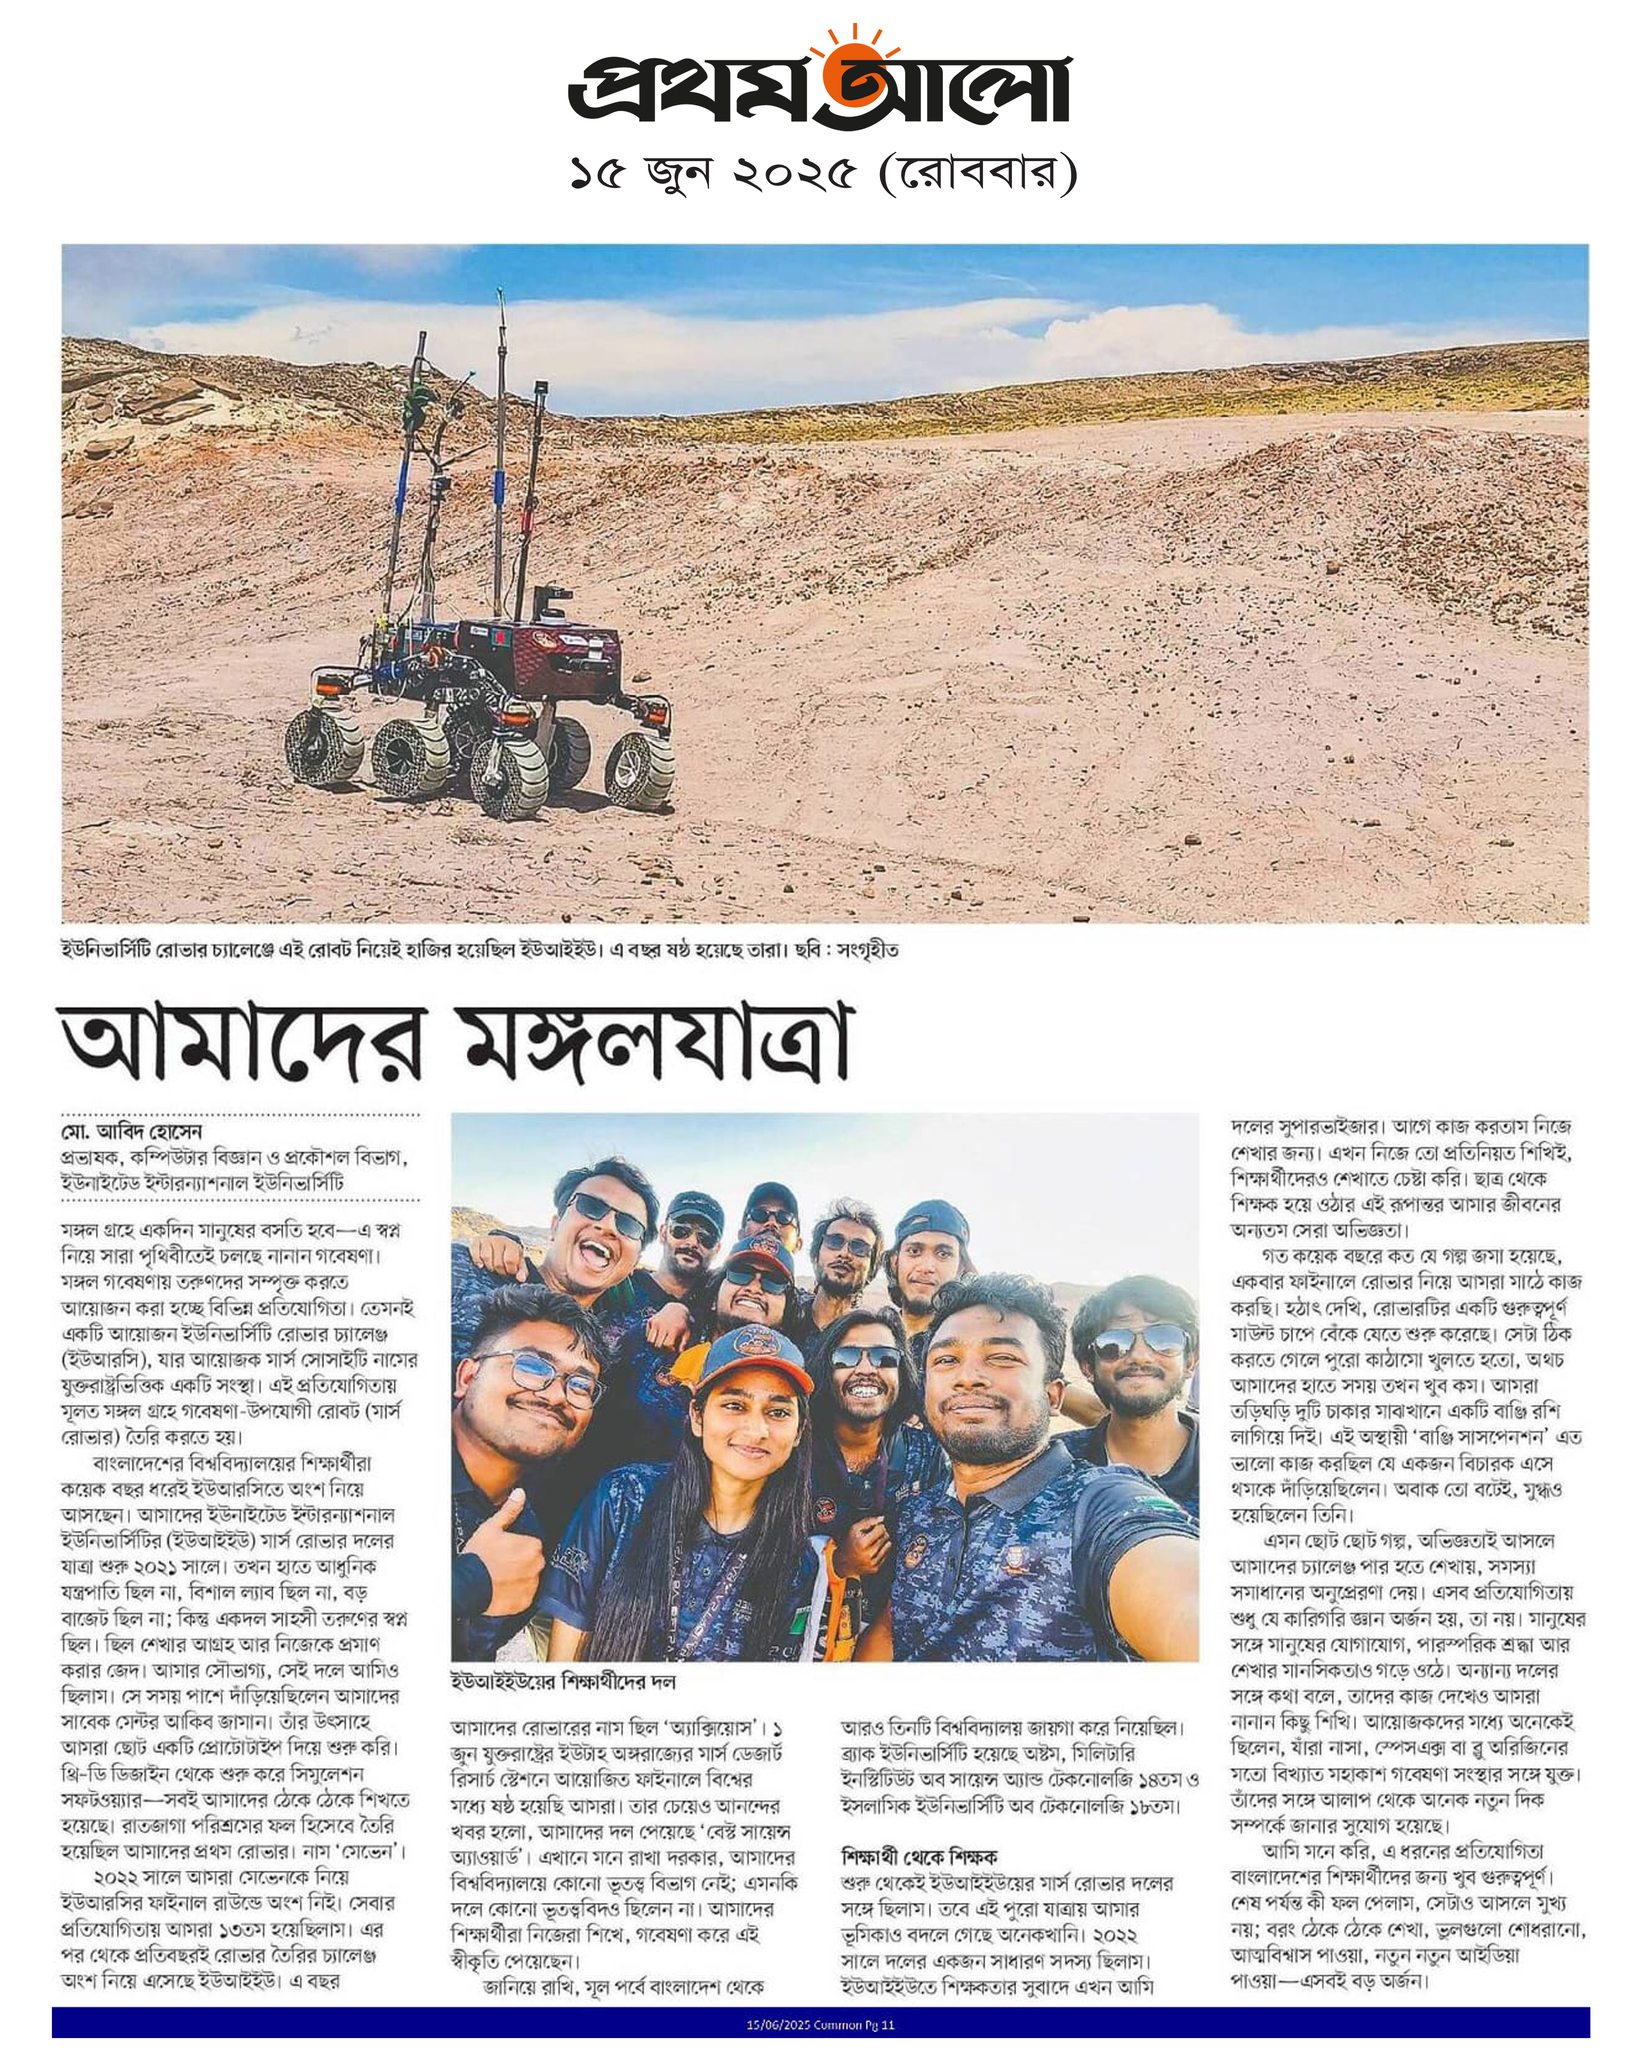 প্রথম আলো
১৫ জুন ২০২৫ (রোববার)
ইউনিভার্সিটি রোভার চ্যালেঞ্জে এই রোবট নিয়েই হাজির হয়েছিল ইউআইইউ। এ বছর ষষ্ঠ হয়েছে তারা। ছবি : সংগৃহীত
আমাদের মঙ্গলযাত্রা
মো. আবিদ হোসেন
প্রভাষক, কম্পিউটার বিজ্ঞান ও প্রকৌশল বিভাগ,
ইউনাইটেড ইন্টারন্যাশনাল ইউনিভার্সিটি
মঙ্গল গ্রহে একদিন মানুষের বসতি হবে—এ স্বপ্ন
নিয়ে সারা পৃথিবীতেই চলছে নানান গবেষণা।
মঙ্গল গবেষণায় তরুণদের সম্পৃক্ত করতে
আয়োজন করা হচ্ছে বিভিন্ন প্রতিযোগিতা। তেমনই
একটি আয়োজন ইউনিভার্সিটি রোভার চ্যালেঞ্জ
(ইউআরসি), যার আয়োজক মার্স সোসাইটি নামের
যুক্তরাষ্ট্রভিত্তিক একটি সংস্থা। এই প্রতিযোগিতায়
মূলত মঙ্গল গ্রহে গবেষণা-উপযোগী রোবট (মার্স
রোভার) তৈরি করতে হয়।
বাংলাদেশের বিশ্ববিদ্যালয়ের শিক্ষার্থীরা
কয়েক বছর ধরেই ইউআরসিতে অংশ নিয়ে
আসছেন। আমাদের ইউনাইটেড ইন্টারন্যাশনাল
ইউনিভার্সিটির (ইউআইইউ) মার্স রোভার দলের
যাত্রা শুরু ২০২১ সালে। তখন হাতে আধুনিক
যন্ত্রপাতি ছিল না, বিশাল ল্যাব ছিল না, বড়
বাজেট ছিল না; কিন্তু একদল সাহসী তরুণের স্বপ্ন
ছিল। ছিল শেখার আগ্রহ আর নিজেকে প্রমাণ
করার জেদ। আমার সৌভাগ্য, সেই দলে আমিও
ছিলাম। সে সময় পাশে দাঁড়িয়েছিলেন আমাদের
সাবেক মেন্টর আকিব জামান। তাঁর উৎসাহে
আমরা ছোট একটি প্রোটোটাইপ দিয়ে শুরু করি।
থ্রি-ডি ডিজাইন থেকে শুরু করে সিমুলেশন
সফটওয়্যার—সবই আমাদের ঠেকে ঠেকে শিখতে
হয়েছে। রাতজাগা পরিশ্রমের ফল হিসেবে তৈরি
হয়েছিল আমাদের প্রথম রোভার। নাম ‘মেভেন’।
২০২২ সালে আমরা মেভেনকে নিয়ে
ইউআরসির ফাইনাল রাউন্ডে অংশ নিই। সেবার
প্রতিযোগিতায় আমরা ১৩তম হয়েছিলাম। এর
পর থেকে প্রতিবছরই রোভার তৈরির চ্যালেঞ্জে
অংশ নিয়ে এসেছে ইউআইইউ। এ বছর
ইউআইইউয়ের শিক্ষার্থীদের দল
আমাদের রোভারের নাম ছিল ‘অ্যাক্সিয়োস’। ১
জুন যুক্তরাষ্ট্রের ইউটাহ অঙ্গরাজ্যের মার্স ডেজার্ট
রিসার্চ স্টেশনে আয়োজিত ফাইনালে বিশ্বের
মধ্যে ষষ্ঠ হয়েছি আমরা। তার চেয়েও আনন্দের
খবর হলো, আমাদের দল পেয়েছে ‘বেস্ট সায়েন্স
অ্যাওয়ার্ড’। এখানে মনে রাখা দরকার, আমাদের
বিশ্ববিদ্যালয়ে কোনো ভূতত্ত্ব বিভাগ নেই; এমনকি
দলে কোনো ভূতত্ত্ববিদও ছিলেন না। আমাদের
শিক্ষার্থীরা নিজেরা শিখে, গবেষণা করে এই
স্বীকৃতি পেয়েছেন।
জানিয়ে রাখি, মূল পর্বে বাংলাদেশ থেকে
আরও তিনটি বিশ্ববিদ্যালয় জায়গা করে নিয়েছিল।
ব্র্যাক ইউনিভার্সিটি হয়েছে অষ্টম, মিলিটারি
ইনস্টিটিউট অব সায়েন্স অ্যান্ড টেকনোলজি ১৪তম ও
ইসলামিক ইউনিভার্সিটি অব টেকনোলজি ১৮তম।
শিক্ষার্থী থেকে শিক্ষক
শুরু থেকেই ইউআইইউয়ের মার্স রোভার দলের
সঙ্গে ছিলাম। তবে এই পুরো যাত্রায় আমার
ভূমিকাও বদলে গেছে অনেকখানি। ২০২২
সালে দলের একজন সাধারণ সদস্য ছিলাম।
ইউআইইউতে শিক্ষকতার সুবাদে এখন আমি
দলের সুপারভাইজার। আগে কাজ করতাম নিজে
শেখার জন্য। এখন নিজে তো প্রতিনিয়ত শিখিই,
শিক্ষার্থীদেরও শেখাতে চেষ্টা করি। ছাত্র থেকে
শিক্ষক হয়ে ওঠার এই রূপান্তর আমার জীবনের
অন্যতম সেরা অভিজ্ঞতা।
গত কয়েক বছরে কত যে গল্প জমা হয়েছে,
একবার ফাইনালে রোভার নিয়ে আমরা মাঠে কাজ
করছি। হঠাৎ দেখি, রোভারটির একটি গুরুত্বপূর্ণ
মাউন্ট চাপে বেঁকে যেতে শুরু করেছে। সেটা ঠিক
করতে গেলে পুরো কাঠামো খুলতে হতো, অথচ
আমাদের হাতে সময় তখন খুব কম। আমরা
তড়িঘড়ি দুটি চাকার মাঝখানে একটি বাঞ্জি রশি
লাগিয়ে দিই। এই অস্থায়ী ‘বাঞ্জি সাসপেনশন’ এত
ভালো কাজ করছিল যে একজন বিচারক এসে
থমকে দাঁড়িয়েছিলেন। অবাক তো বটেই, মুগ্ধও
হয়েছিলেন তিনি।
এমন ছোট ছোট গল্প, অভিজ্ঞতাই আসলে
আমাদের চ্যালেঞ্জ পার হতে শেখায়, সমস্যা
সমাধানের অনুপ্রেরণা দেয়। এসব প্রতিযোগিতায়
শুধু যে কারিগরি জ্ঞান অর্জন হয়, তা নয়। মানুষের
সঙ্গে মানুষের যোগাযোগ, পারস্পরিক শ্রদ্ধা আর
শেখার মানসিকতাও গড়ে ওঠে। অন্যান্য দলের
সঙ্গে কথা বলে, তাদের কাজ দেখেও আমরা
নানান কিছু শিখি। আয়োজকদের মধ্যে অনেকেই
ছিলেন, যাঁরা নাসা, স্পেসএক্স বা ব্লু অরিজিনের
মতো বিখ্যাত মহাকাশ গবেষণা সংস্থার সঙ্গে যুক্ত।
তাঁদের সঙ্গে আলাপ থেকে অনেক নতুন দিক
সম্পর্কে জানার সুযোগ হয়েছে।
আমি মনে করি, এ ধরনের প্রতিযোগিতা
বাংলাদেশের শিক্ষার্থীদের জন্য খুব গুরুত্বপূর্ণ।
শেষ পর্যন্ত কী ফল পেলাম, সেটাও আসলে মুখ্য
নয়; বরং ঠেকে ঠেকে শেখা, ভুলগুলো শোধরানো,
আত্মবিশ্বাস পাওয়া, নতুন নতুন আইডিয়া
পাওয়া—এসবই বড় অর্জন।
15/06/2025 Common Pg 11